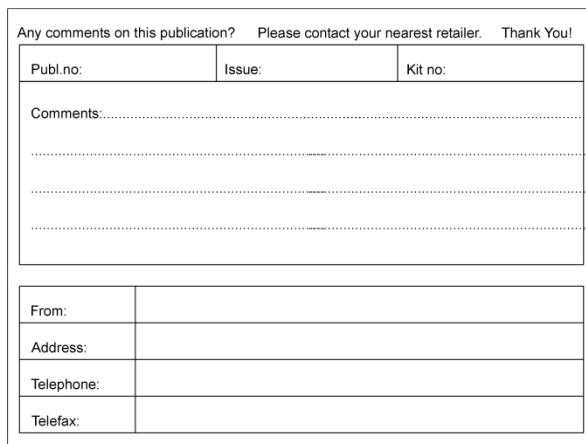 Any comments on this publication? Please contact your nearest retailer. Thank You!
Publ.no: Issue: Kit no:
Comments:..............................................................................................
..............................................................................................
..............................................................................................
..............................................................................................
From:
Address:
Telephone:
Telefax: